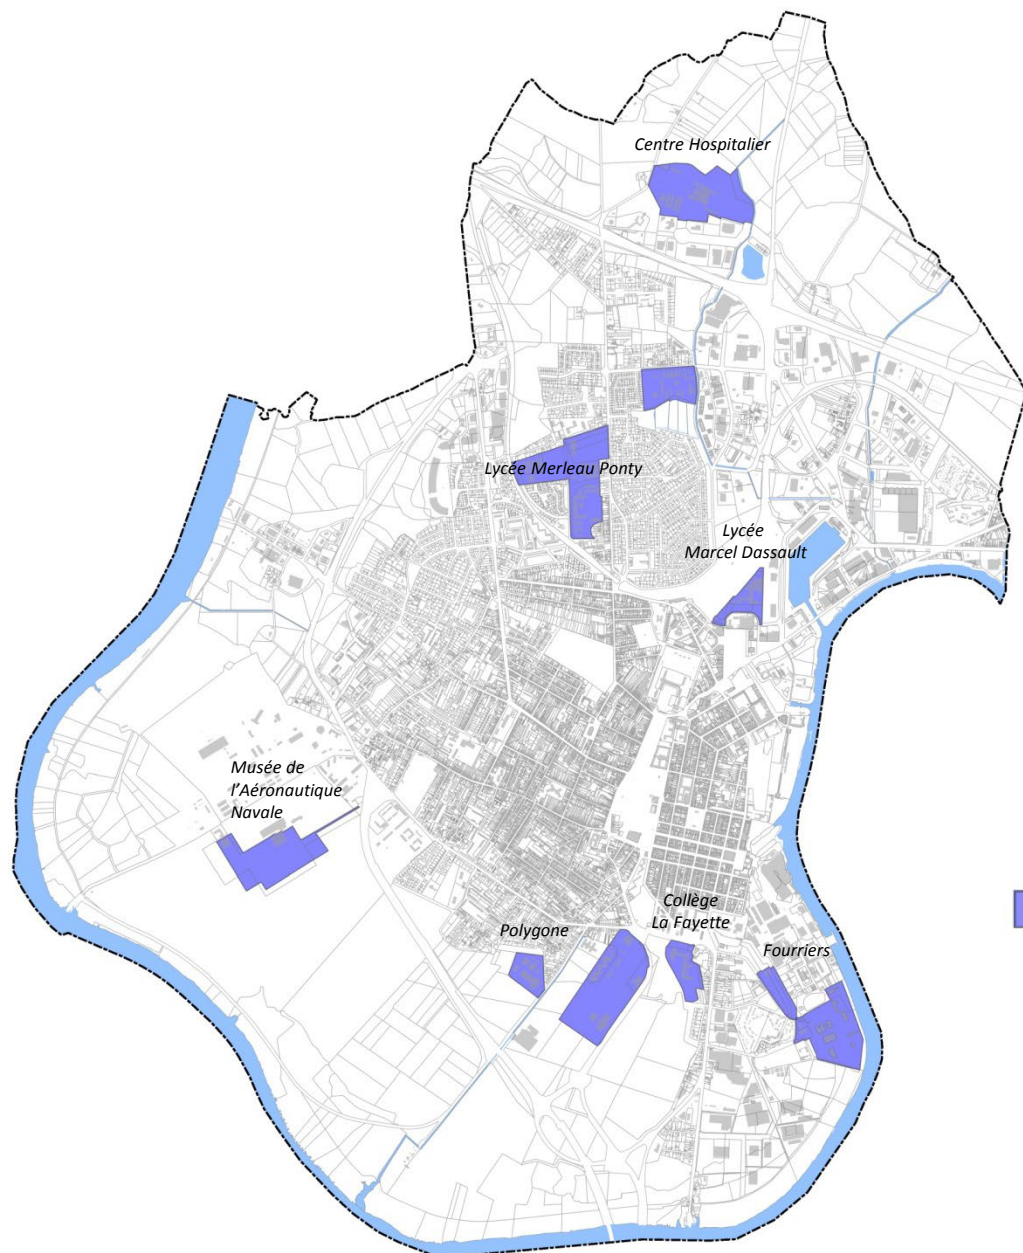 Centre Hospitalier
Lycée Merleau Ponty
Lycée
Marcel Dassault
Musée de
l'Aéronautique
Navale
Collège
La Fayette
Polygone
Fourriers